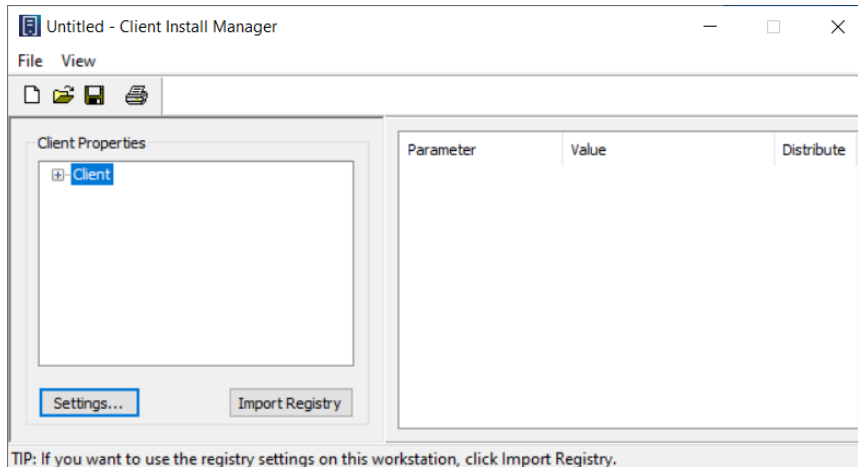 Untitled - Client Install Manager
File View
Client Properties
Client
Parameter Value Distribute
Settings... Import Registry
TIP: If you want to use the registry settings on this workstation, click Import Registry.